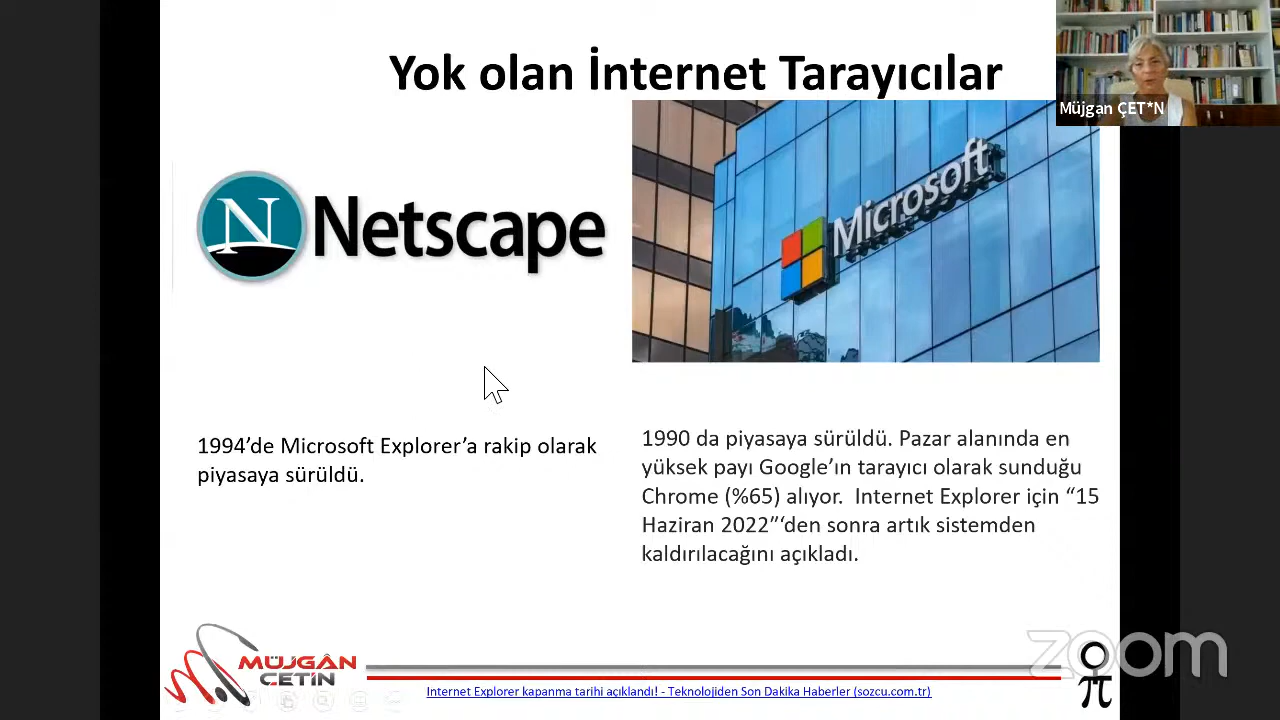 Yok olan İnternet Tarayıcılar
Müjgan ÇET*N
N Netscape
Microsoft
1994’de Microsoft Explorer’a rakip olarak
piyasaya sürüldü.
1990 da piyasaya sürüldü. Pazar alanında en
yüksek payı Google’ın tarayıcı olarak sunduğu
Chrome (%65) alıyor.  Internet Explorer için “15
Haziran 2022”‘den sonra artık sistemden
kaldırılacağını açıkladı.
MÜJGÂN
ÇETİN
Internet Explorer kapanma tarihi açıklandı! - Teknolojiden Son Dakika Haberler (sozcu.com.tr)
zoom
π